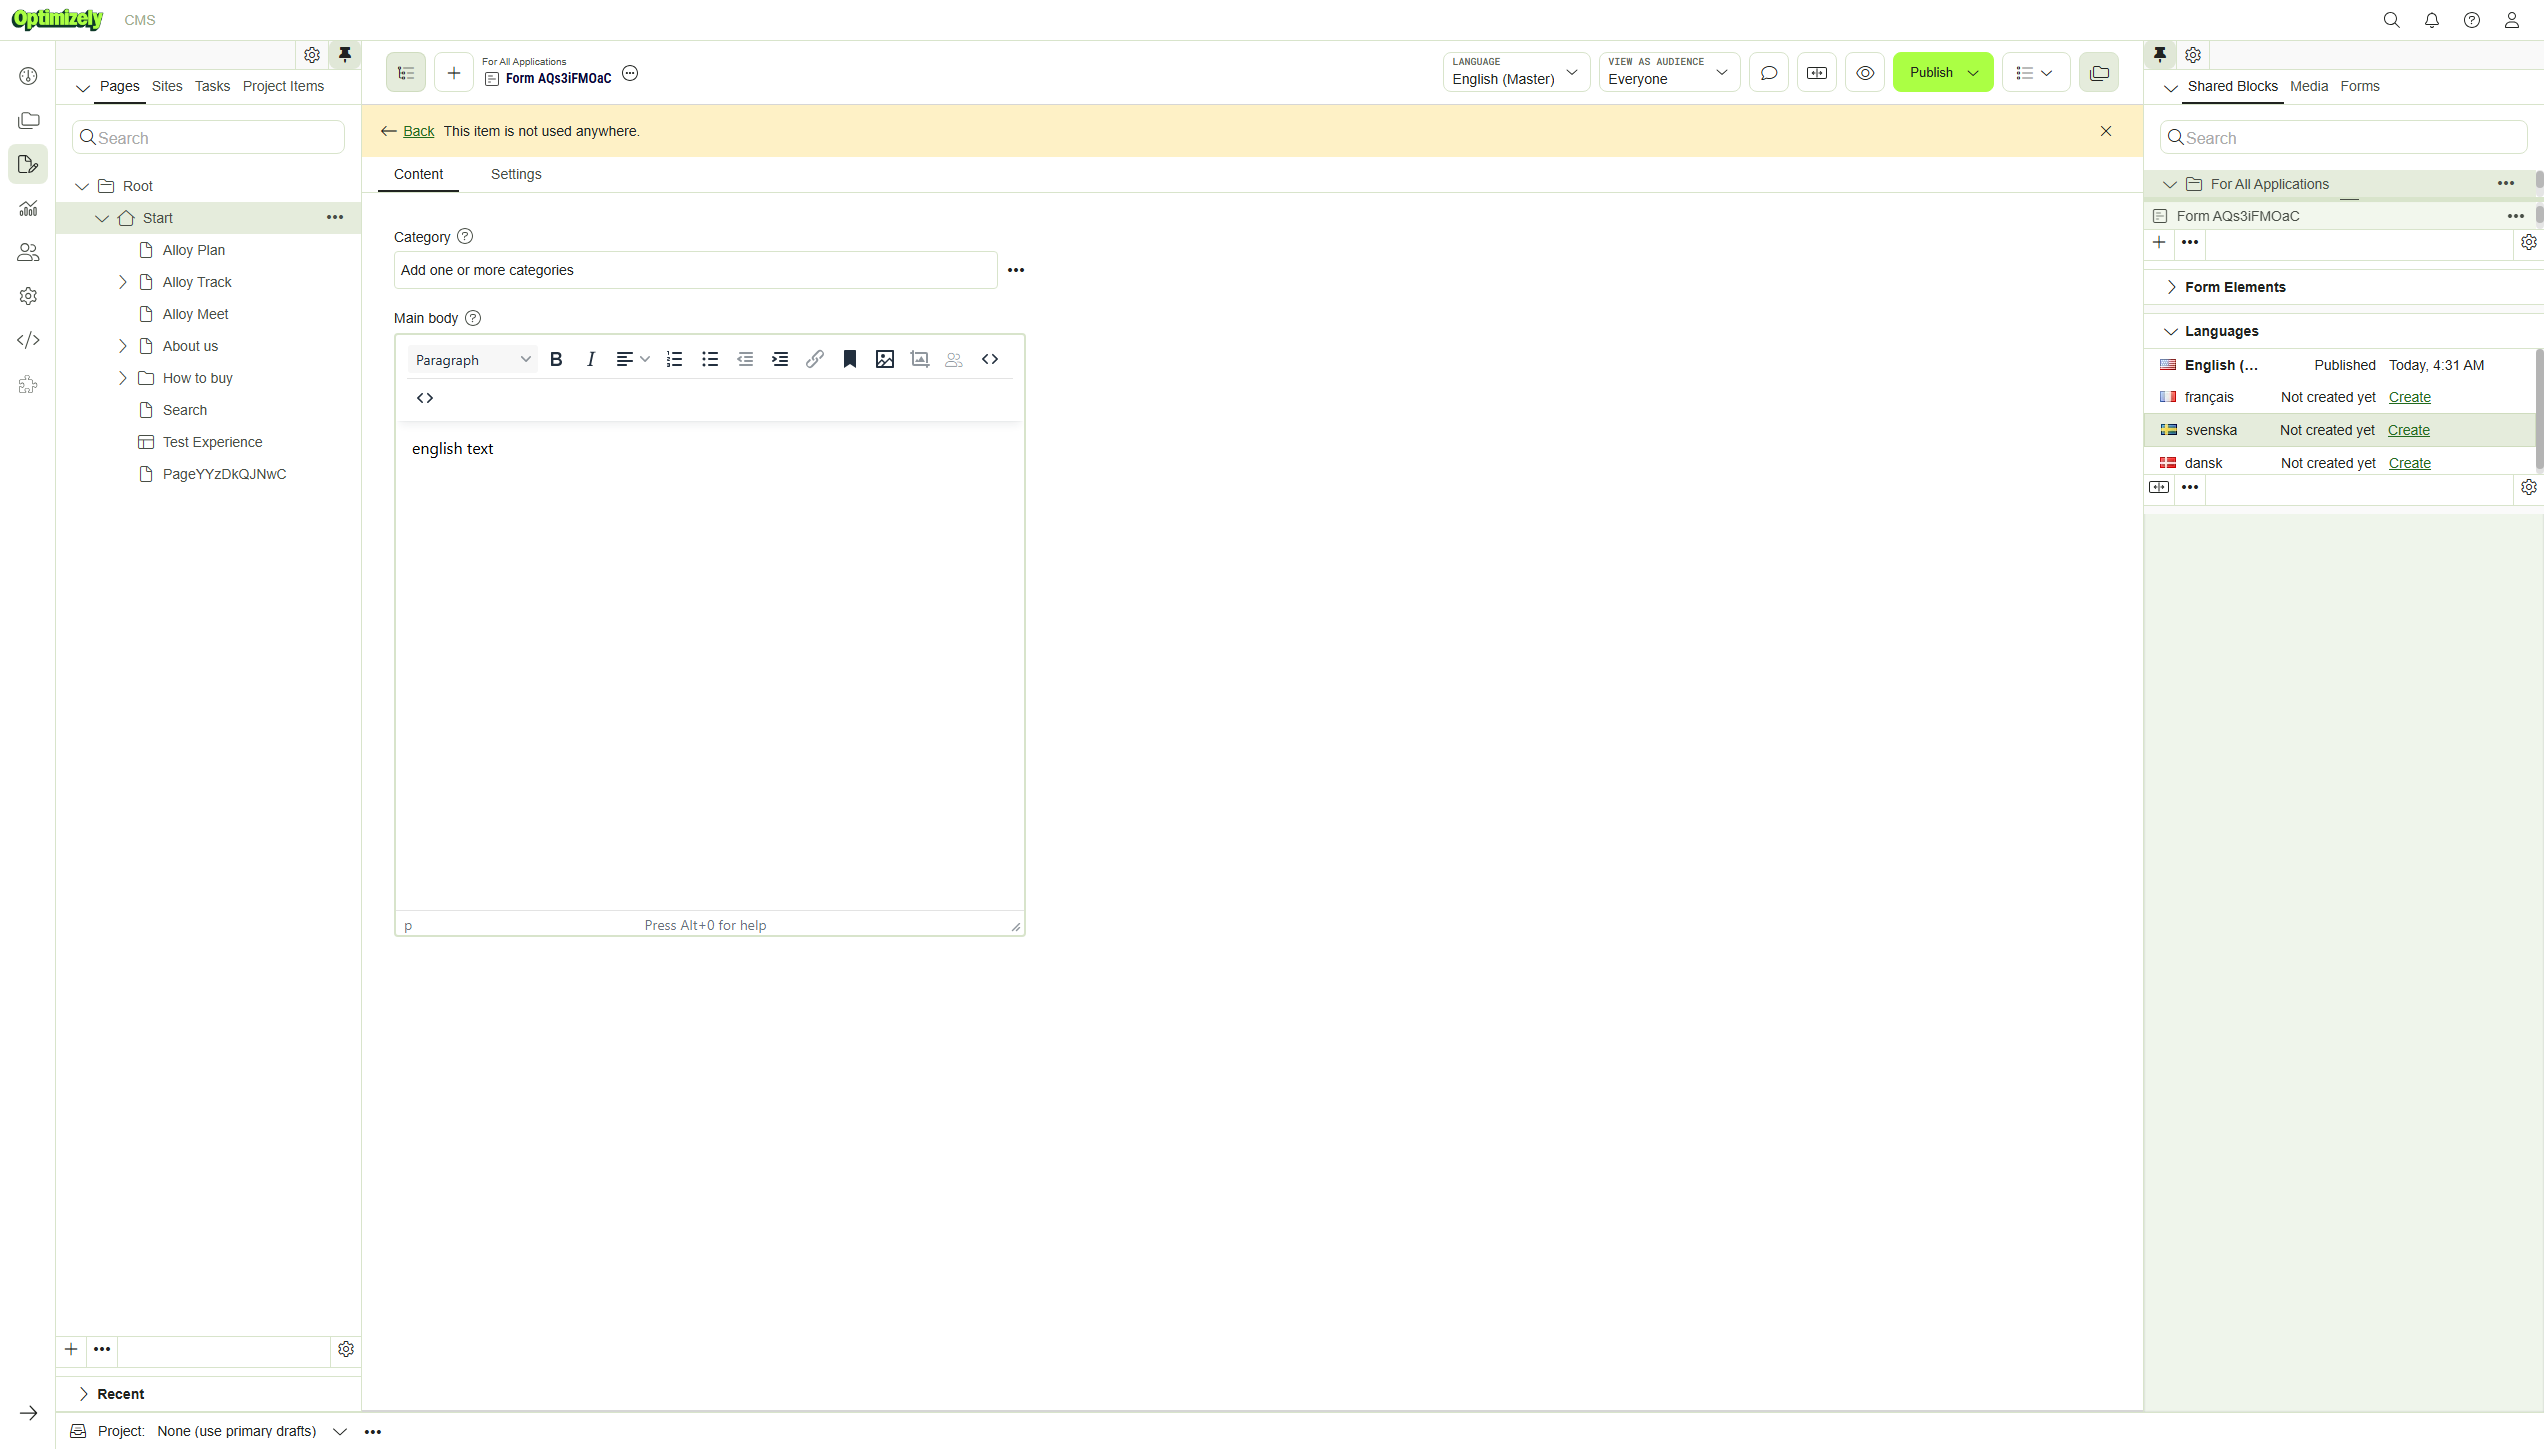 Optimizely CMS
Pages Sites Tasks Project Items
Search
Root
Start
Alloy Plan
Alloy Track
Alloy Meet
About us
How to buy
Search
Test Experience
PageYYzDkQJNwC
Recent
Project: None (use primary drafts)
For All Applications
Form AQs3iFMOaC
LANGUAGE
English (Master)
VIEW AS AUDIENCE
Everyone
Publish
Back This item is not used anywhere.
Content Settings
Category
Add one or more categories
Main body
Paragraph
english text
p Press Alt+0 for help
Shared Blocks Media Forms
Search
For All Applications
Form AQs3iFMOaC
Form Elements
Languages
English (... Published Today, 4:31 AM
français Not created yet Create
svenska Not created yet Create
dansk Not created yet Create